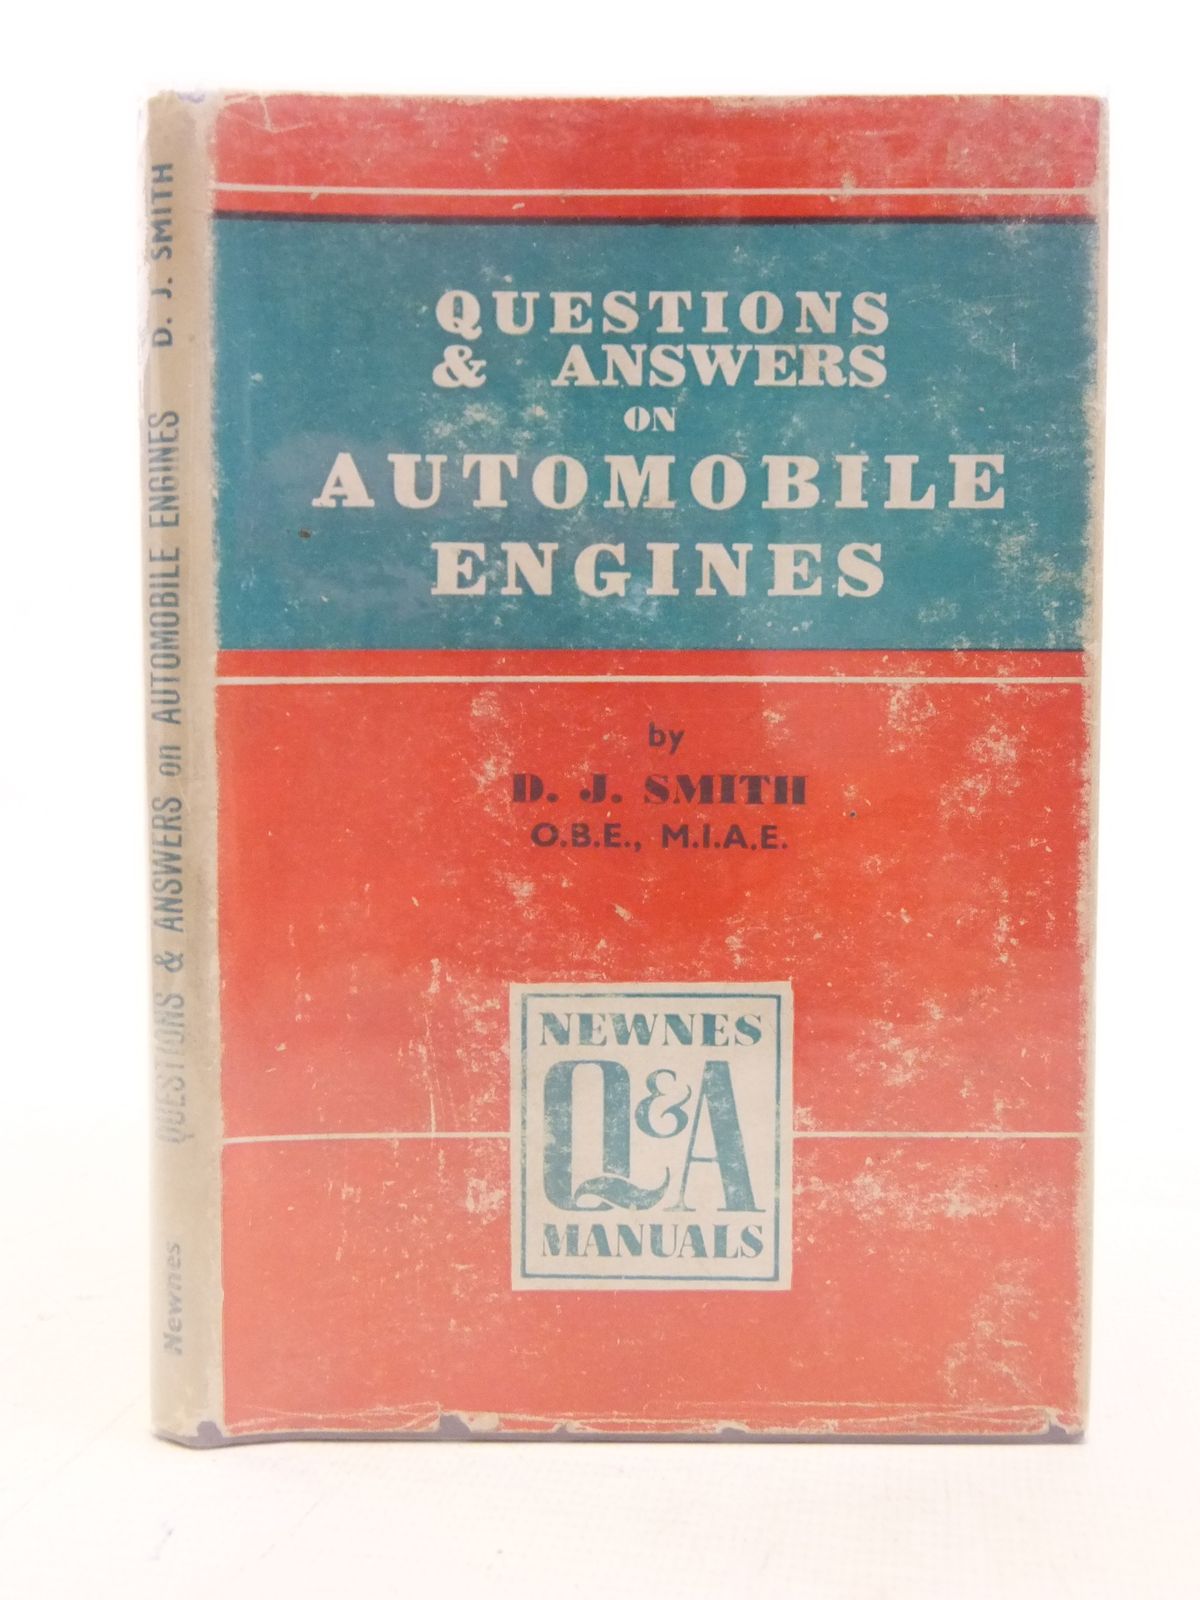 QUESTIONS
& ANSWERS
ON
AUTOMOBILE
ENGINES
by
D. J. SMITH
O.B.E., M.I.A.E.
NEWNES
Q&A
MANUALS
QUESTIONS & ANSWERS on AUTOMOBILE ENGINES D. J. SMITH
Newnes